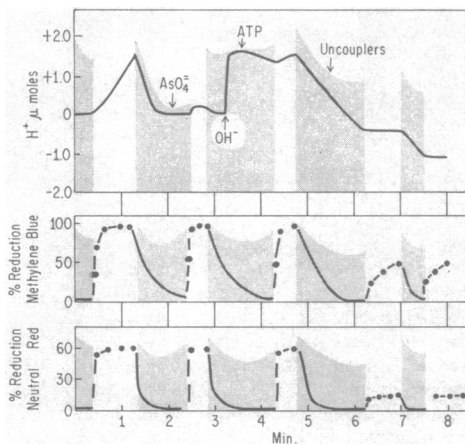 +2.0
+1.0
0
-1.0
-2.0
H⁺ μ moles
AsO₄⁼
OH⁻
ATP
Uncouplers
100
50
0
% Reduction
Methylene Blue
60
30
0
% Reduction
Neutral Red
1 2 3 4 5 6 7 8
Min.